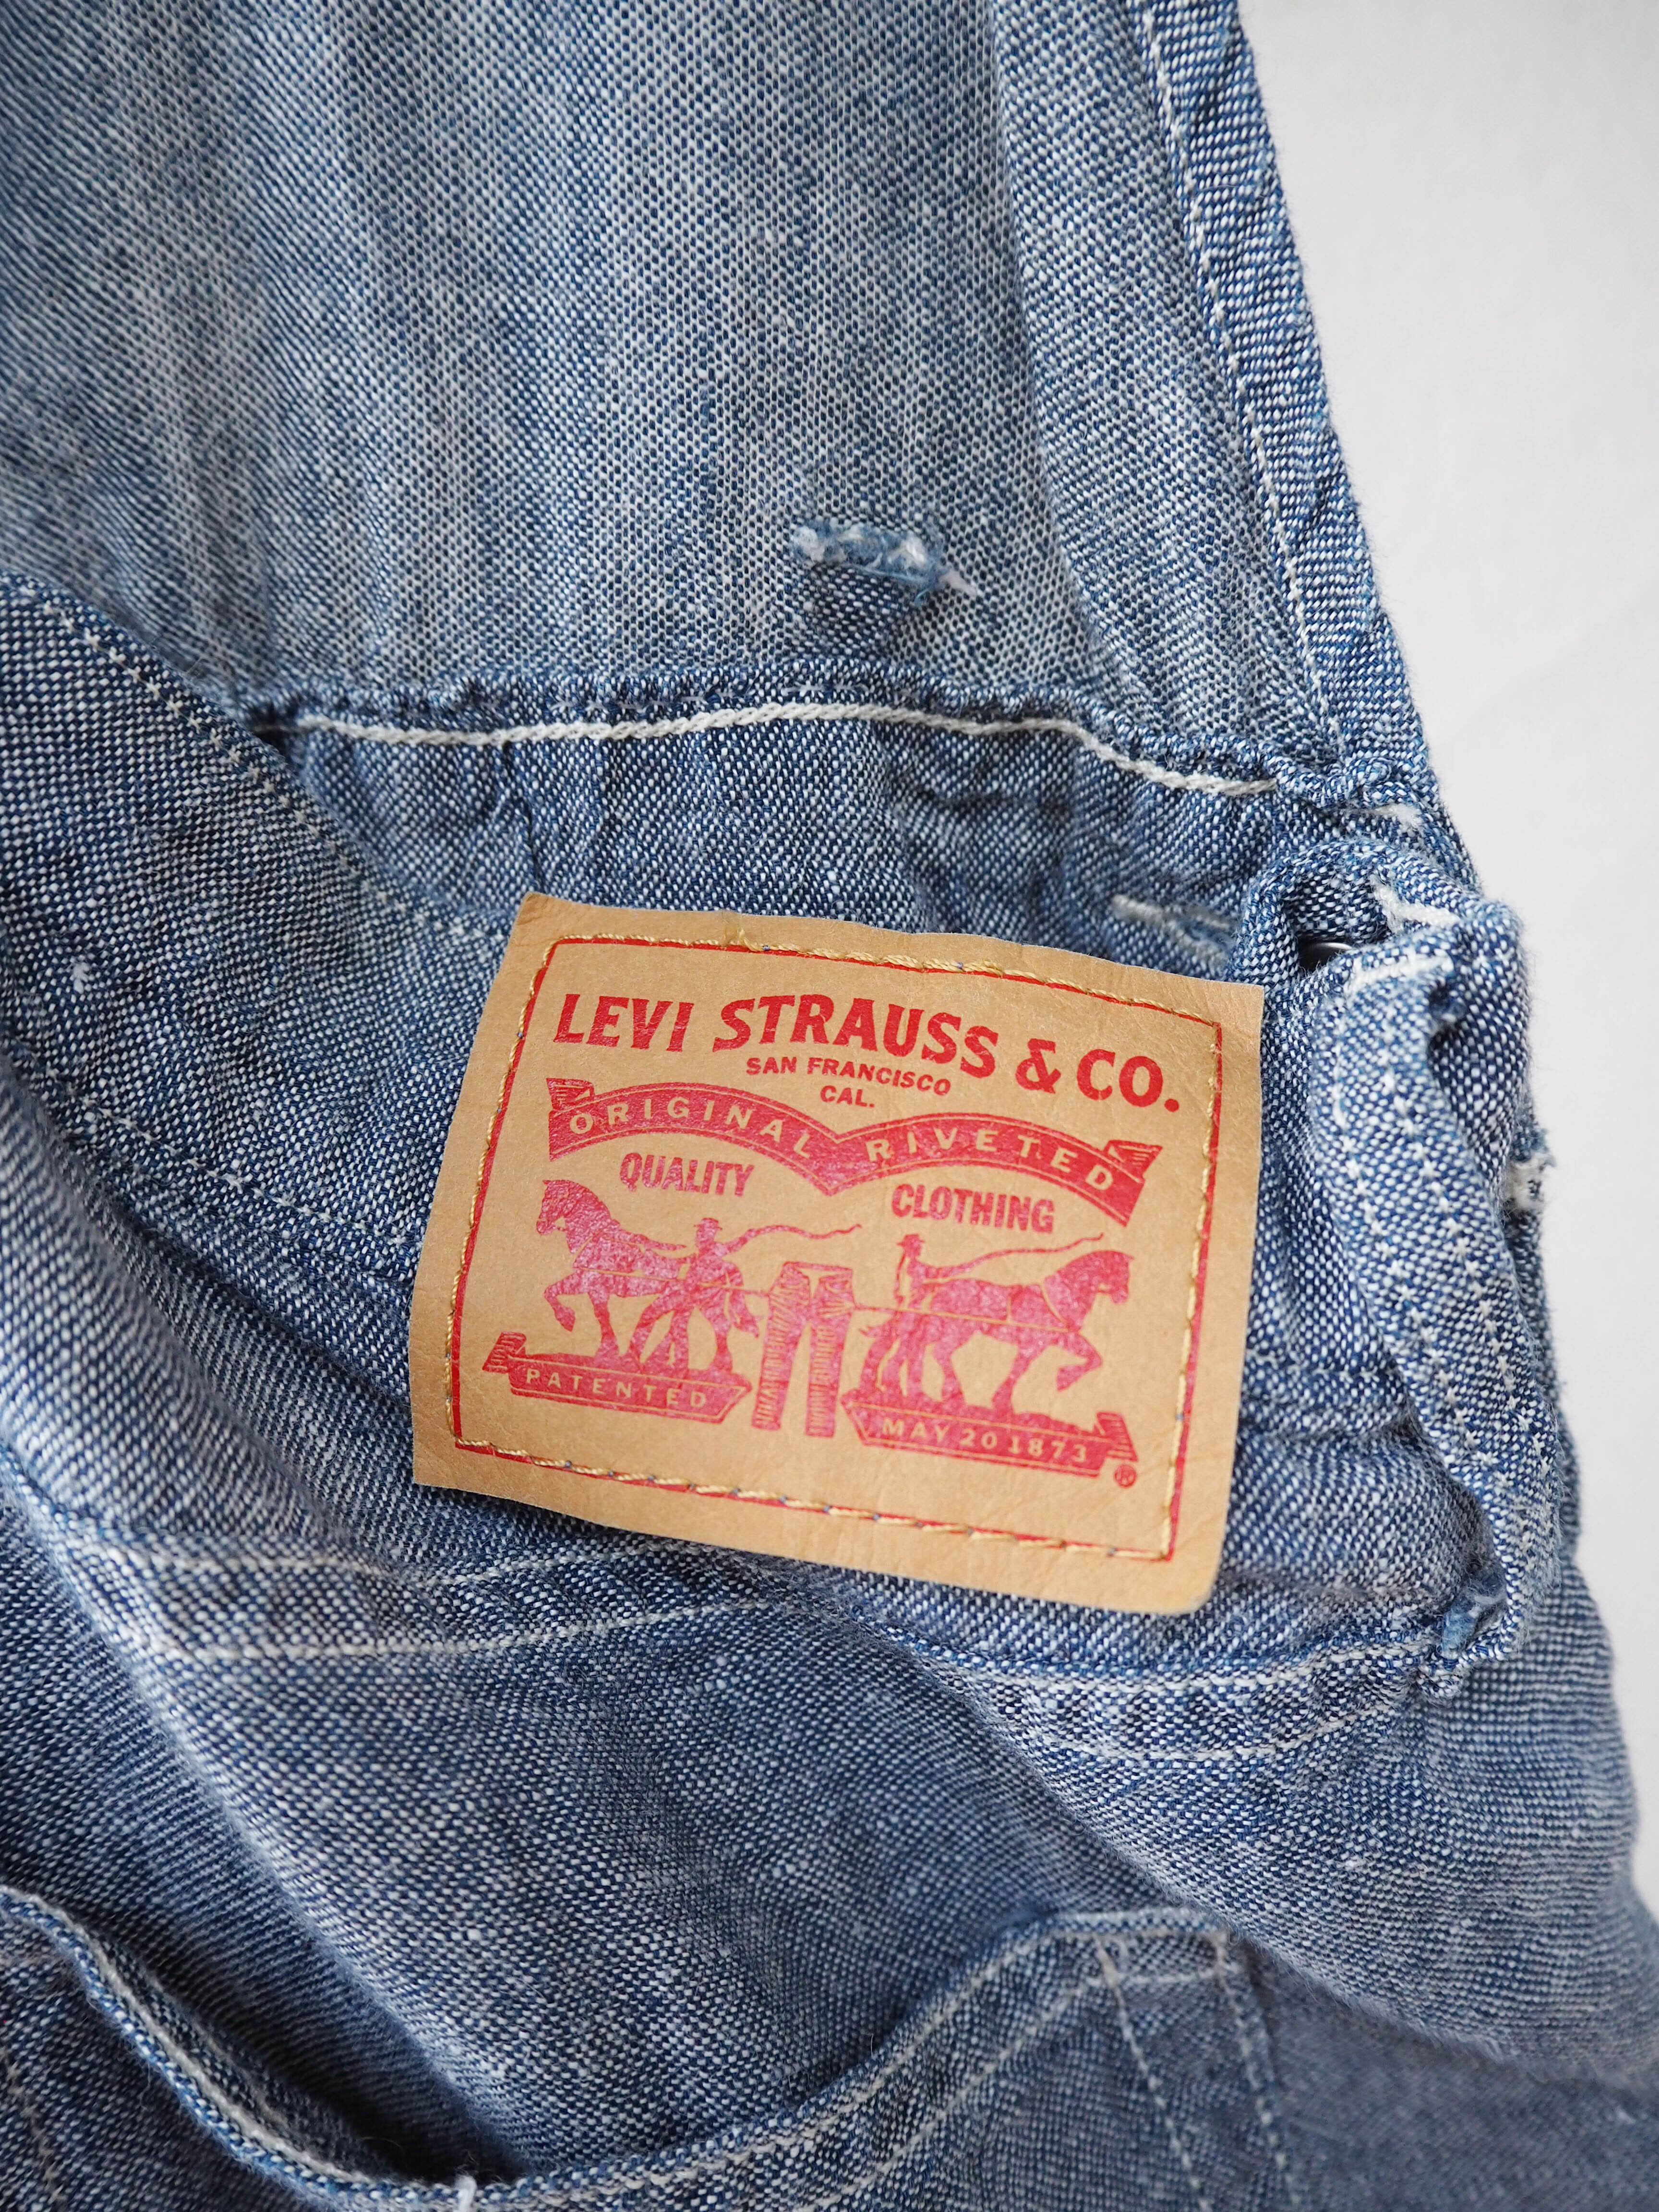 LEVI STRAUSS & CO.
SAN FRANCISCO
CAL.
ORIGINAL RIVETED
QUALITY CLOTHING
PATENTED MAY 20 1873 ®